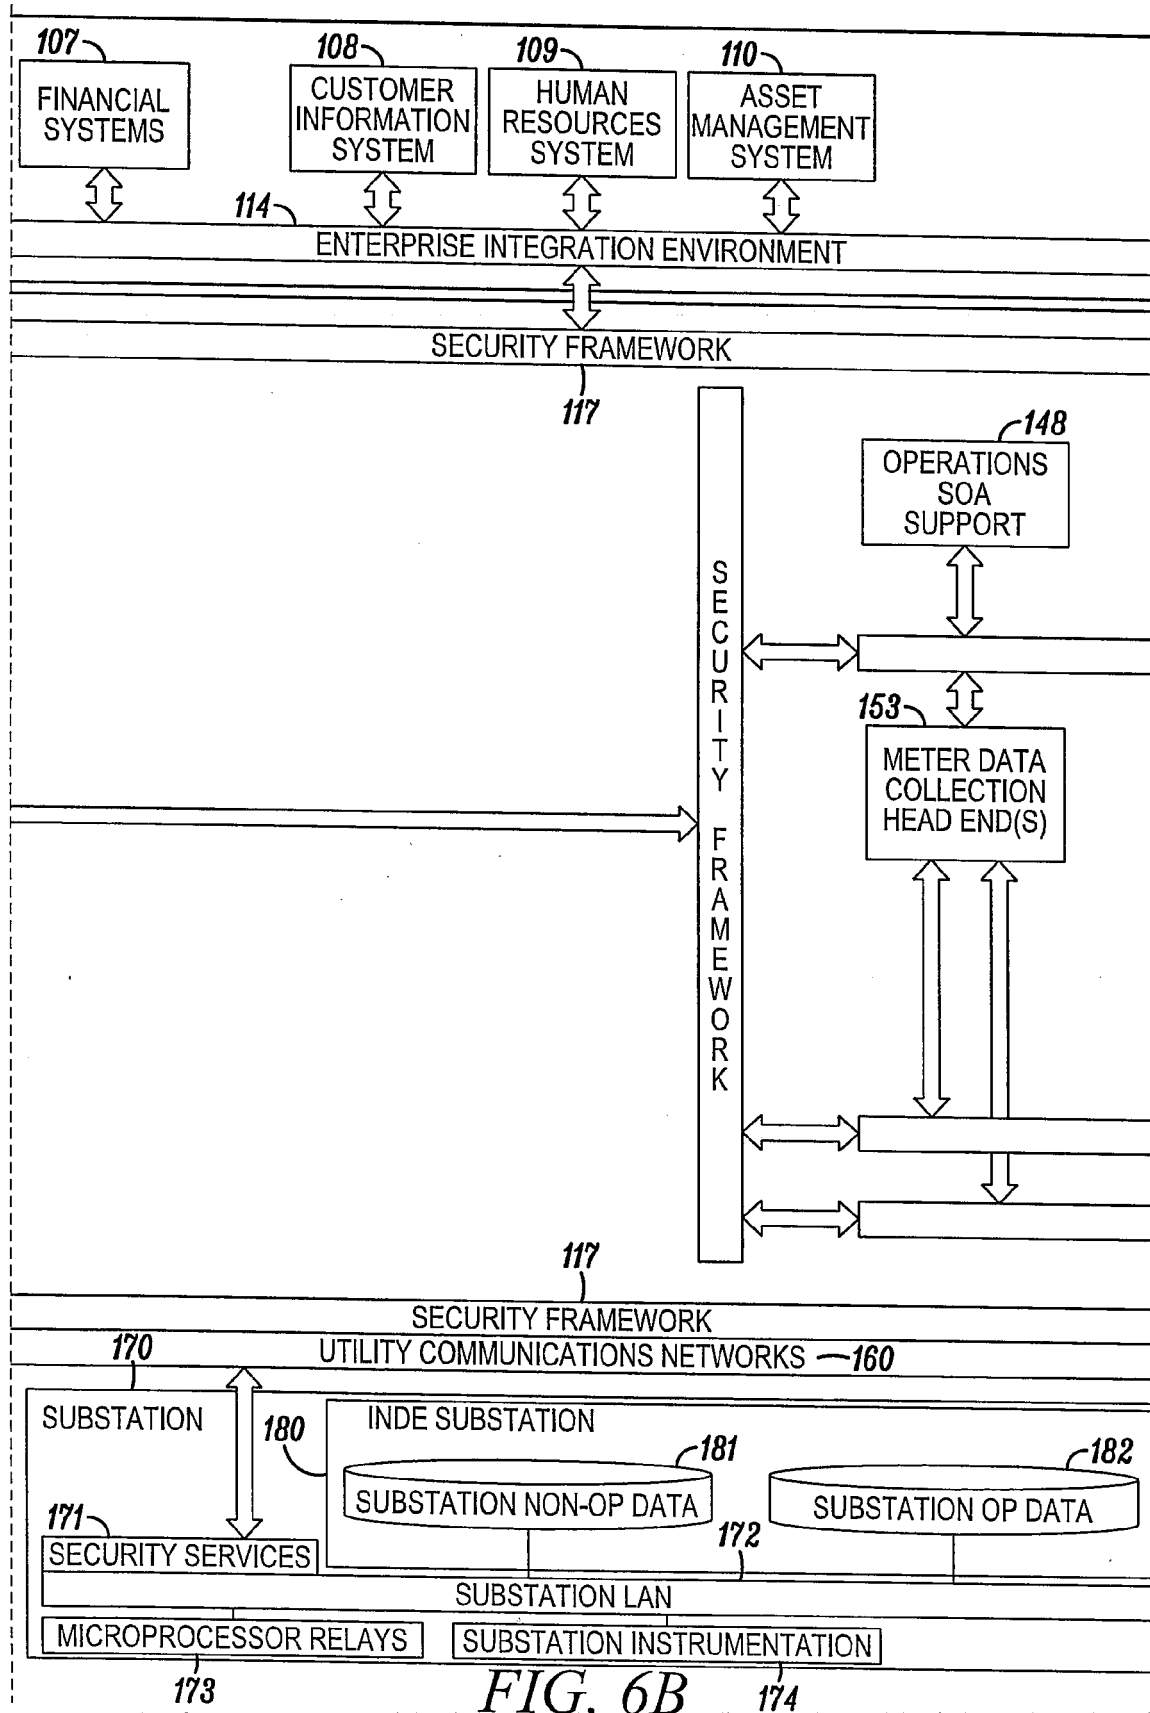 107
108
109
110
FINANCIAL
SYSTEMS
CUSTOMER
INFORMATION
SYSTEM
HUMAN
RESOURCES
SYSTEM
ASSET
MANAGEMENT
SYSTEM
114
ENTERPRISE INTEGRATION ENVIRONMENT
SECURITY FRAMEWORK
117
148
OPERATIONS
SOA
SUPPORT
SECURITY FRAMEWORK
153
METER DATA
COLLECTION
HEAD END(S)
117
SECURITY FRAMEWORK
UTILITY COMMUNICATIONS NETWORKS 160
170
SUBSTATION
180
INDE SUBSTATION
181
SUBSTATION NON-OP DATA
182
SUBSTATION OP DATA
171
SECURITY SERVICES
172
SUBSTATION LAN
MICROPROCESSOR RELAYS
SUBSTATION INSTRUMENTATION
173
174
FIG. 6B